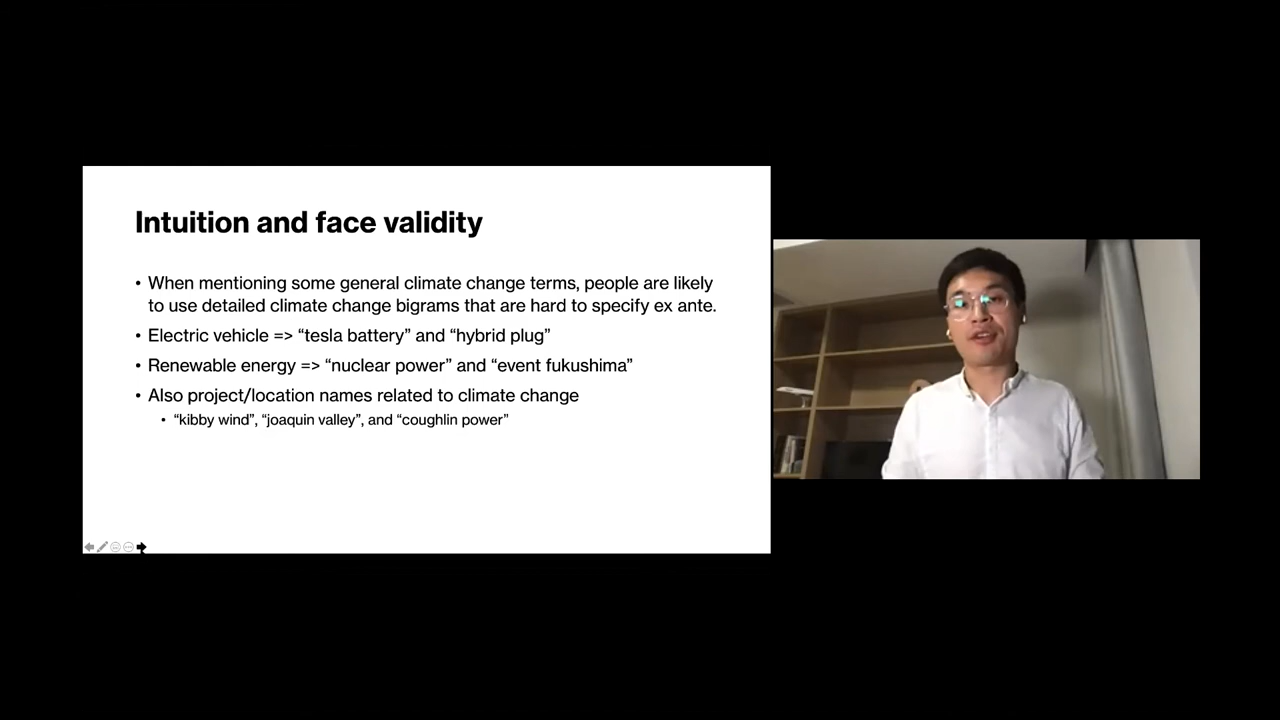 Intuition and face validity
• When mentioning some general climate change terms, people are likely
to use detailed climate change bigrams that are hard to specify ex ante.
• Electric vehicle => “tesla battery” and “hybrid plug”
• Renewable energy => “nuclear power” and “event fukushima”
• Also project/location names related to climate change
• “kibby wind”, “joaquin valley”, and “coughlin power”